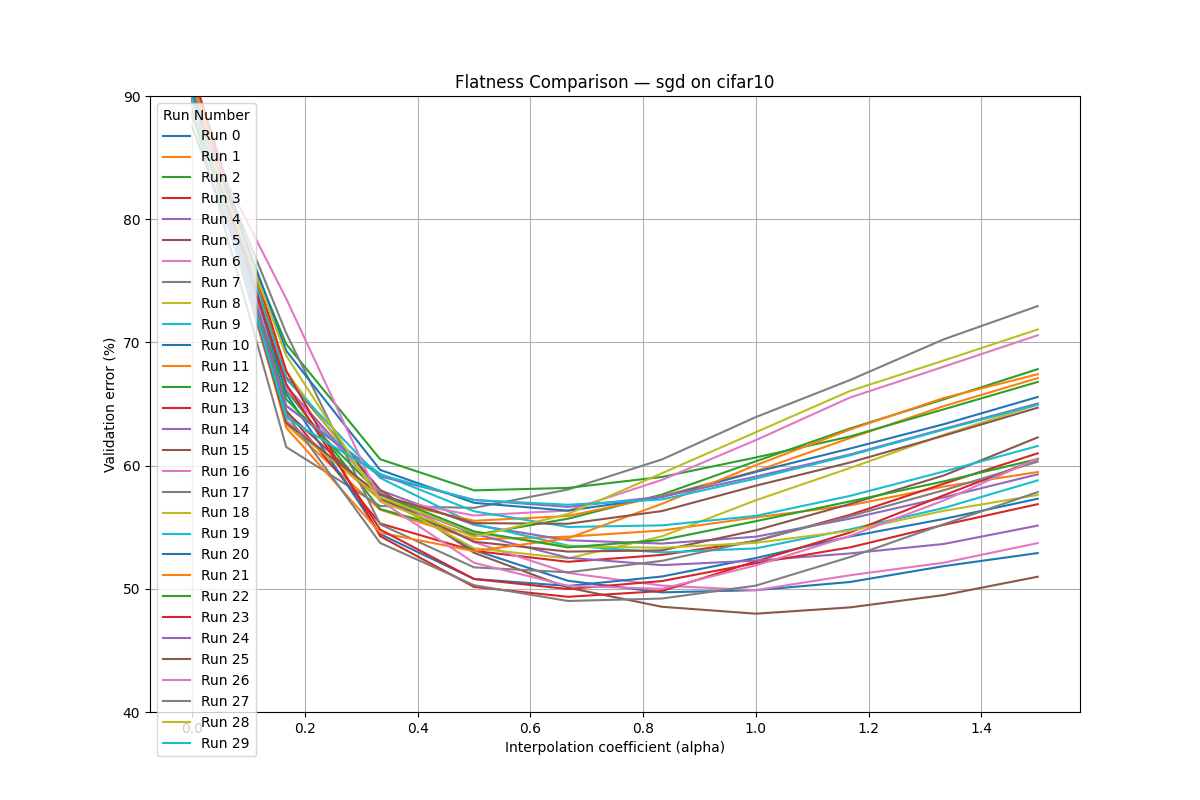 Flatness Comparison — sgd on cifar10
Validation error (%)
90
80
70
60
50
40
Run Number
Run 0
Run 1
Run 2
Run 3
Run 4
Run 5
Run 6
Run 7
Run 8
Run 9
Run 10
Run 11
Run 12
Run 13
Run 14
Run 15
Run 16
Run 17
Run 18
Run 19
Run 20
Run 21
Run 22
Run 23
Run 24
Run 25
Run 26
Run 27
Run 28
Run 29
0.0 0.2 0.4 0.6 0.8 1.0 1.2 1.4
Interpolation coefficient (alpha)